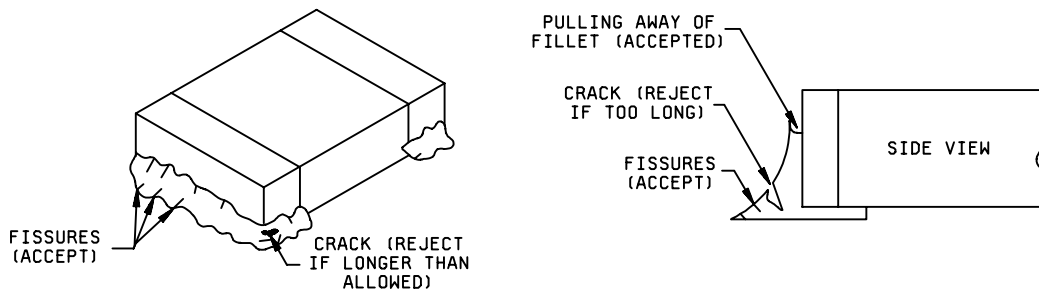 FISSURES
(ACCEPT)
CRACK (REJECT
IF LONGER THAN
ALLOWED)
PULLING AWAY OF
FILLET (ACCEPTED)
CRACK (REJECT
IF TOO LONG)
FISSURES
(ACCEPT)
SIDE VIEW